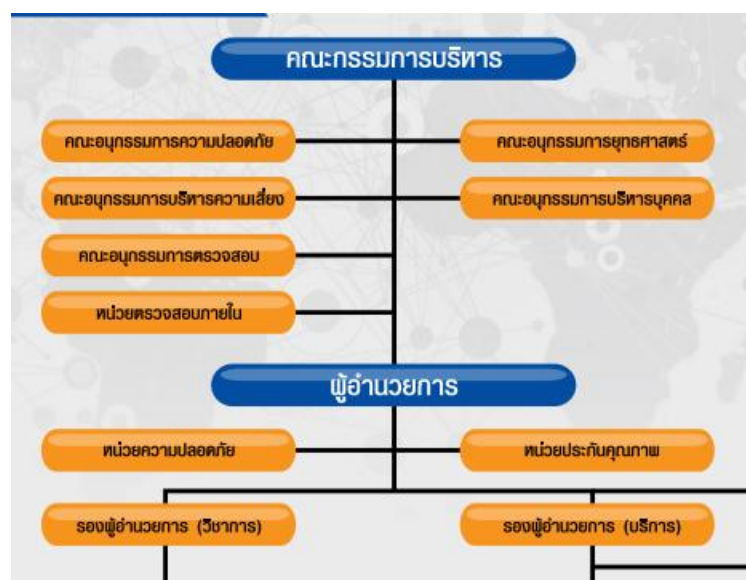 คณะกรรมการบริหาร
คณะอนุกรรมการความปลอดภัย
คณะอนุกรรมการยุทธศาสตร์
คณะอนุกรรมการบริหารความเสี่ยง
คณะอนุกรรมการบริหารบุคคล
คณะอนุกรรมการตรวจสอบ
หน่วยตรวจสอบภายใน
ผู้อำนวยการ
หน่วยความปลอดภัย
หน่วยประกันคุณภาพ
รองผู้อำนวยการ (วิชาการ)
รองผู้อำนวยการ (บริการ)